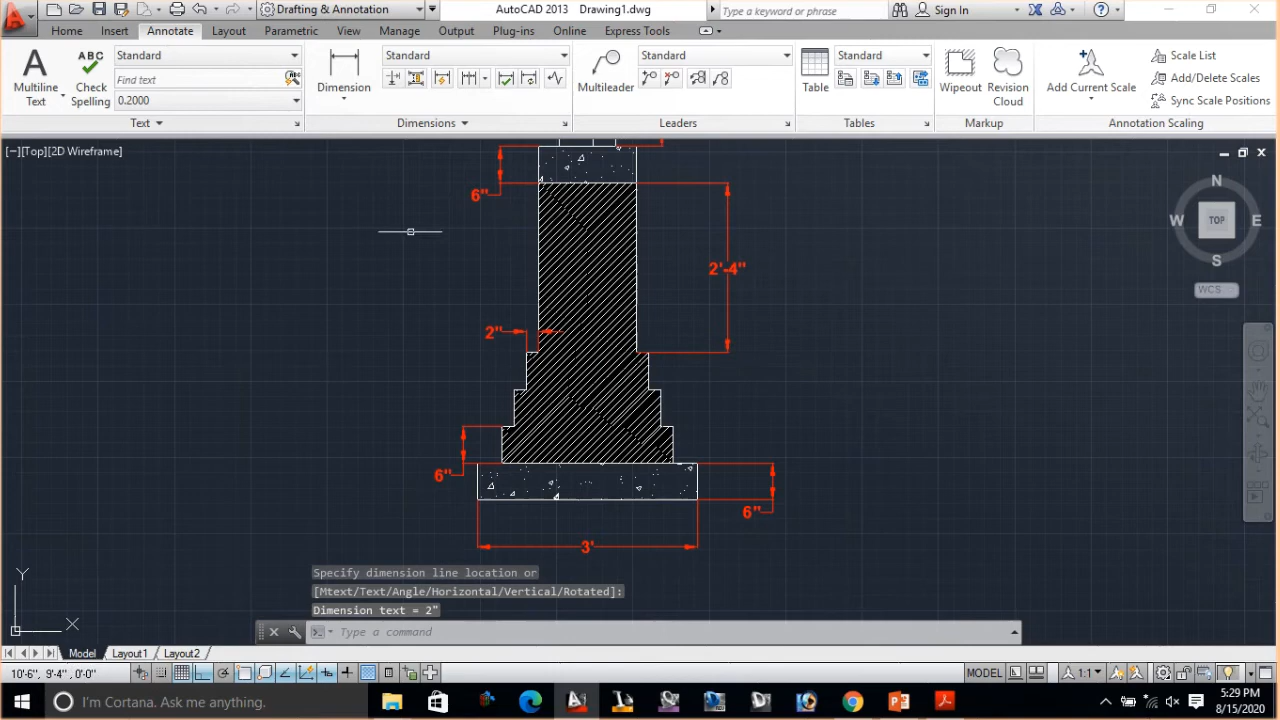 Drafting & Annotation
AutoCAD 2013 Drawing1.dwg
Type a keyword or phrase
Sign In
Home Insert Annotate Layout Parametric View Manage Output Plug-ins Online Express Tools
A ABC Standard
Multiline Text
Check Spelling
Find text
0.2000
Text
Standard
Dimension
Dimensions
Standard
Multileader
Leaders
Standard
Table
Tables
Wipeout Revision Cloud
Markup
Add Current Scale
Scale List
Add/Delete Scales
Sync Scale Positions
Annotation Scaling
[−][Top][2D Wireframe]
N
W TOP E
S
WCS
6"
2'-4"
2"
6"
6"
3'
Y
X
Specify dimension line location or
[Mtext/Text/Angle/Horizontal/Vertical/Rotated]:
Dimension text = 2"
Type a command
Model Layout1 Layout2
10'-6", 9'-4", 0'-0"
MODEL
1:1
I'm Cortana. Ask me anything.
5:29 PM
8/15/2020